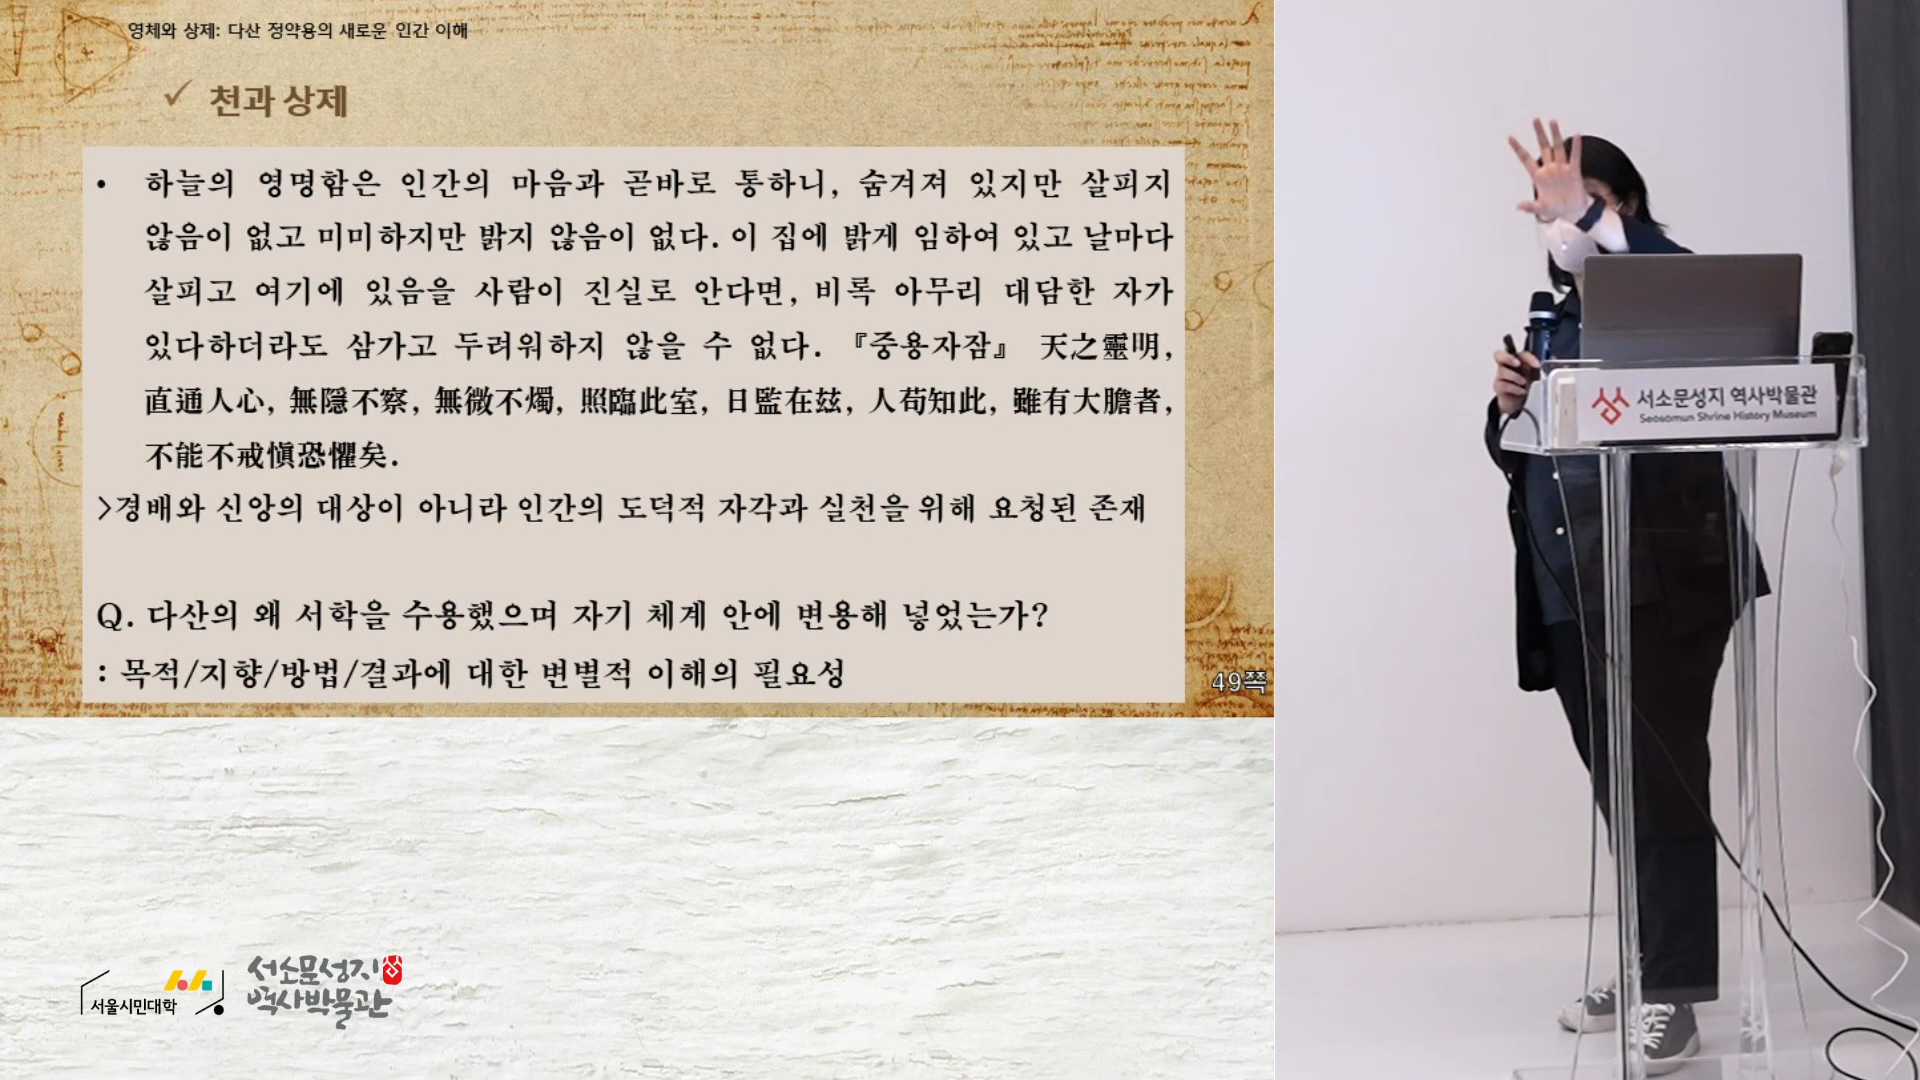 영체와 상제: 다산 정약용의 새로운 인간 이해
✓ 천과 상제
• 하늘의 영명함은 인간의 마음과 곧바로 통하니, 숨겨져 있지만 살피지
않음이 없고 미미하지만 밝지 않음이 없다. 이 집에 밝게 임하여 있고 날마다
살피고 여기에 있음을 사람이 진실로 안다면, 비록 아무리 대담한 자가
있다하더라도 삼가고 두려워하지 않을 수 없다. 『중용자잠』 天之靈明,
直通人心, 無隱不察, 無微不燭, 照臨此室, 日監在玆, 人苟知此, 雖有大膽者,
不能不戒愼恐懼矣.
>경배와 신앙의 대상이 아니라 인간의 도덕적 자각과 실천을 위해 요청된 존재
Q. 다산의 왜 서학을 수용했으며 자기 체계 안에 변용해 넣었는가?
: 목적/지향/방법/결과에 대한 변별적 이해의 필요성
49쪽
서소문성지 역사박물관
Seosomun Shrine History Museum
서울시민대학
서소문성지
역사박물관